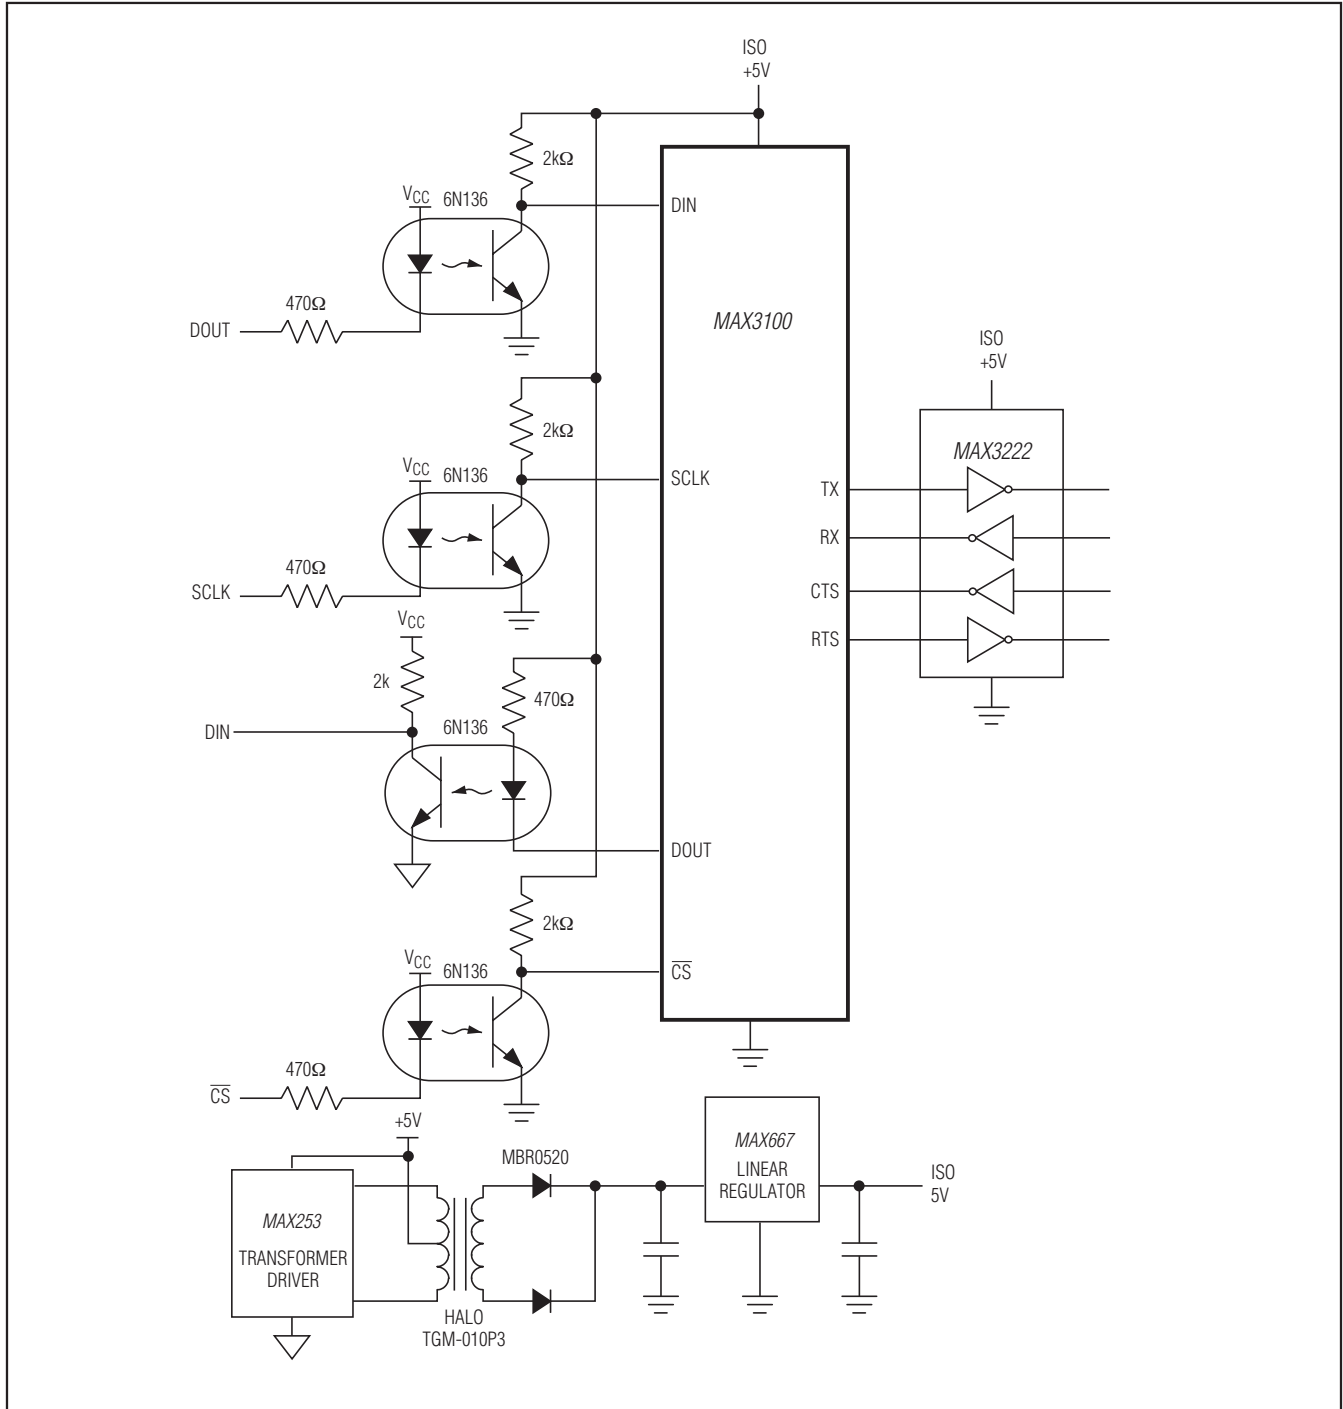 ISO
+5V
2kΩ
VCC
6N136
DIN
470Ω
DOUT
MAX3100
ISO
+5V
2kΩ
MAX3222
VCC
6N136
SCLK
TX
RX
470Ω
SCLK
CTS
VCC
RTS
2k
470Ω
DIN
6N136
DOUT
2kΩ
VCC
6N136
CS
470Ω
CS
+5V
MBR0520
MAX667
LINEAR
REGULATOR
ISO
5V
MAX253
TRANSFORMER
DRIVER
HALO
TGM-010P3